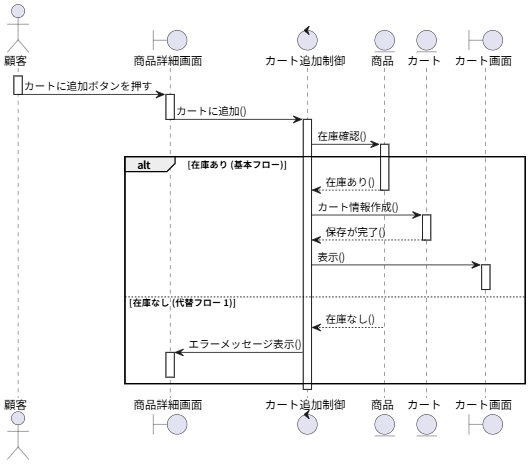 顧客
商品詳細画面
カート追加制御
商品
カート
カート画面
カートに追加ボタンを押す
カートに追加()
在庫確認()
alt
[在庫あり (基本フロー)]
在庫あり()
カート情報作成()
保存が完了()
表示()
[在庫なし (代替フロー 1)]
在庫なし()
エラーメッセージ表示()
顧客
商品詳細画面
カート追加制御
商品
カート
カート画面